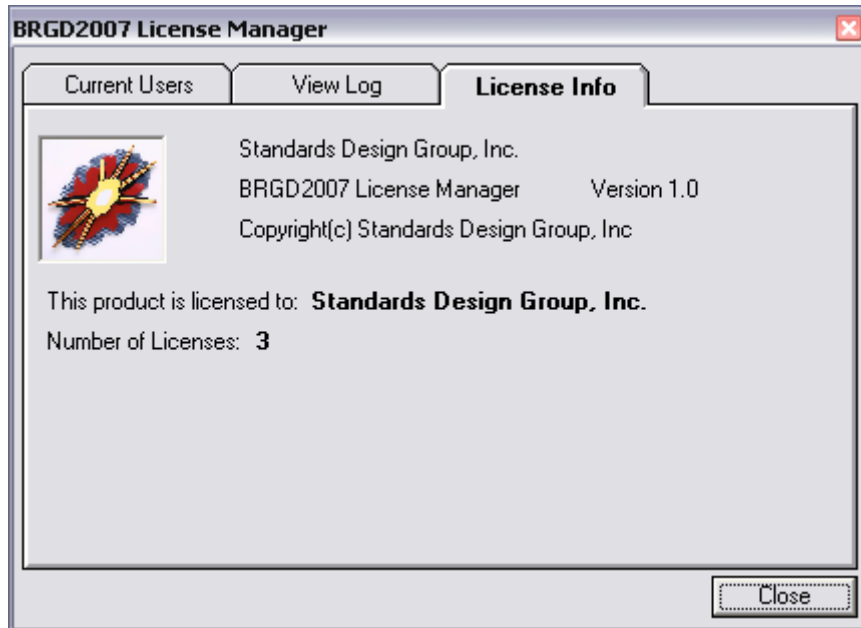 BRGD2007 License Manager
Current Users View Log License Info
Standards Design Group, Inc.
BRGD2007 License Manager Version 1.0
Copyright(c) Standards Design Group, Inc
This product is licensed to: Standards Design Group, Inc.
Number of Licenses: 3
Close